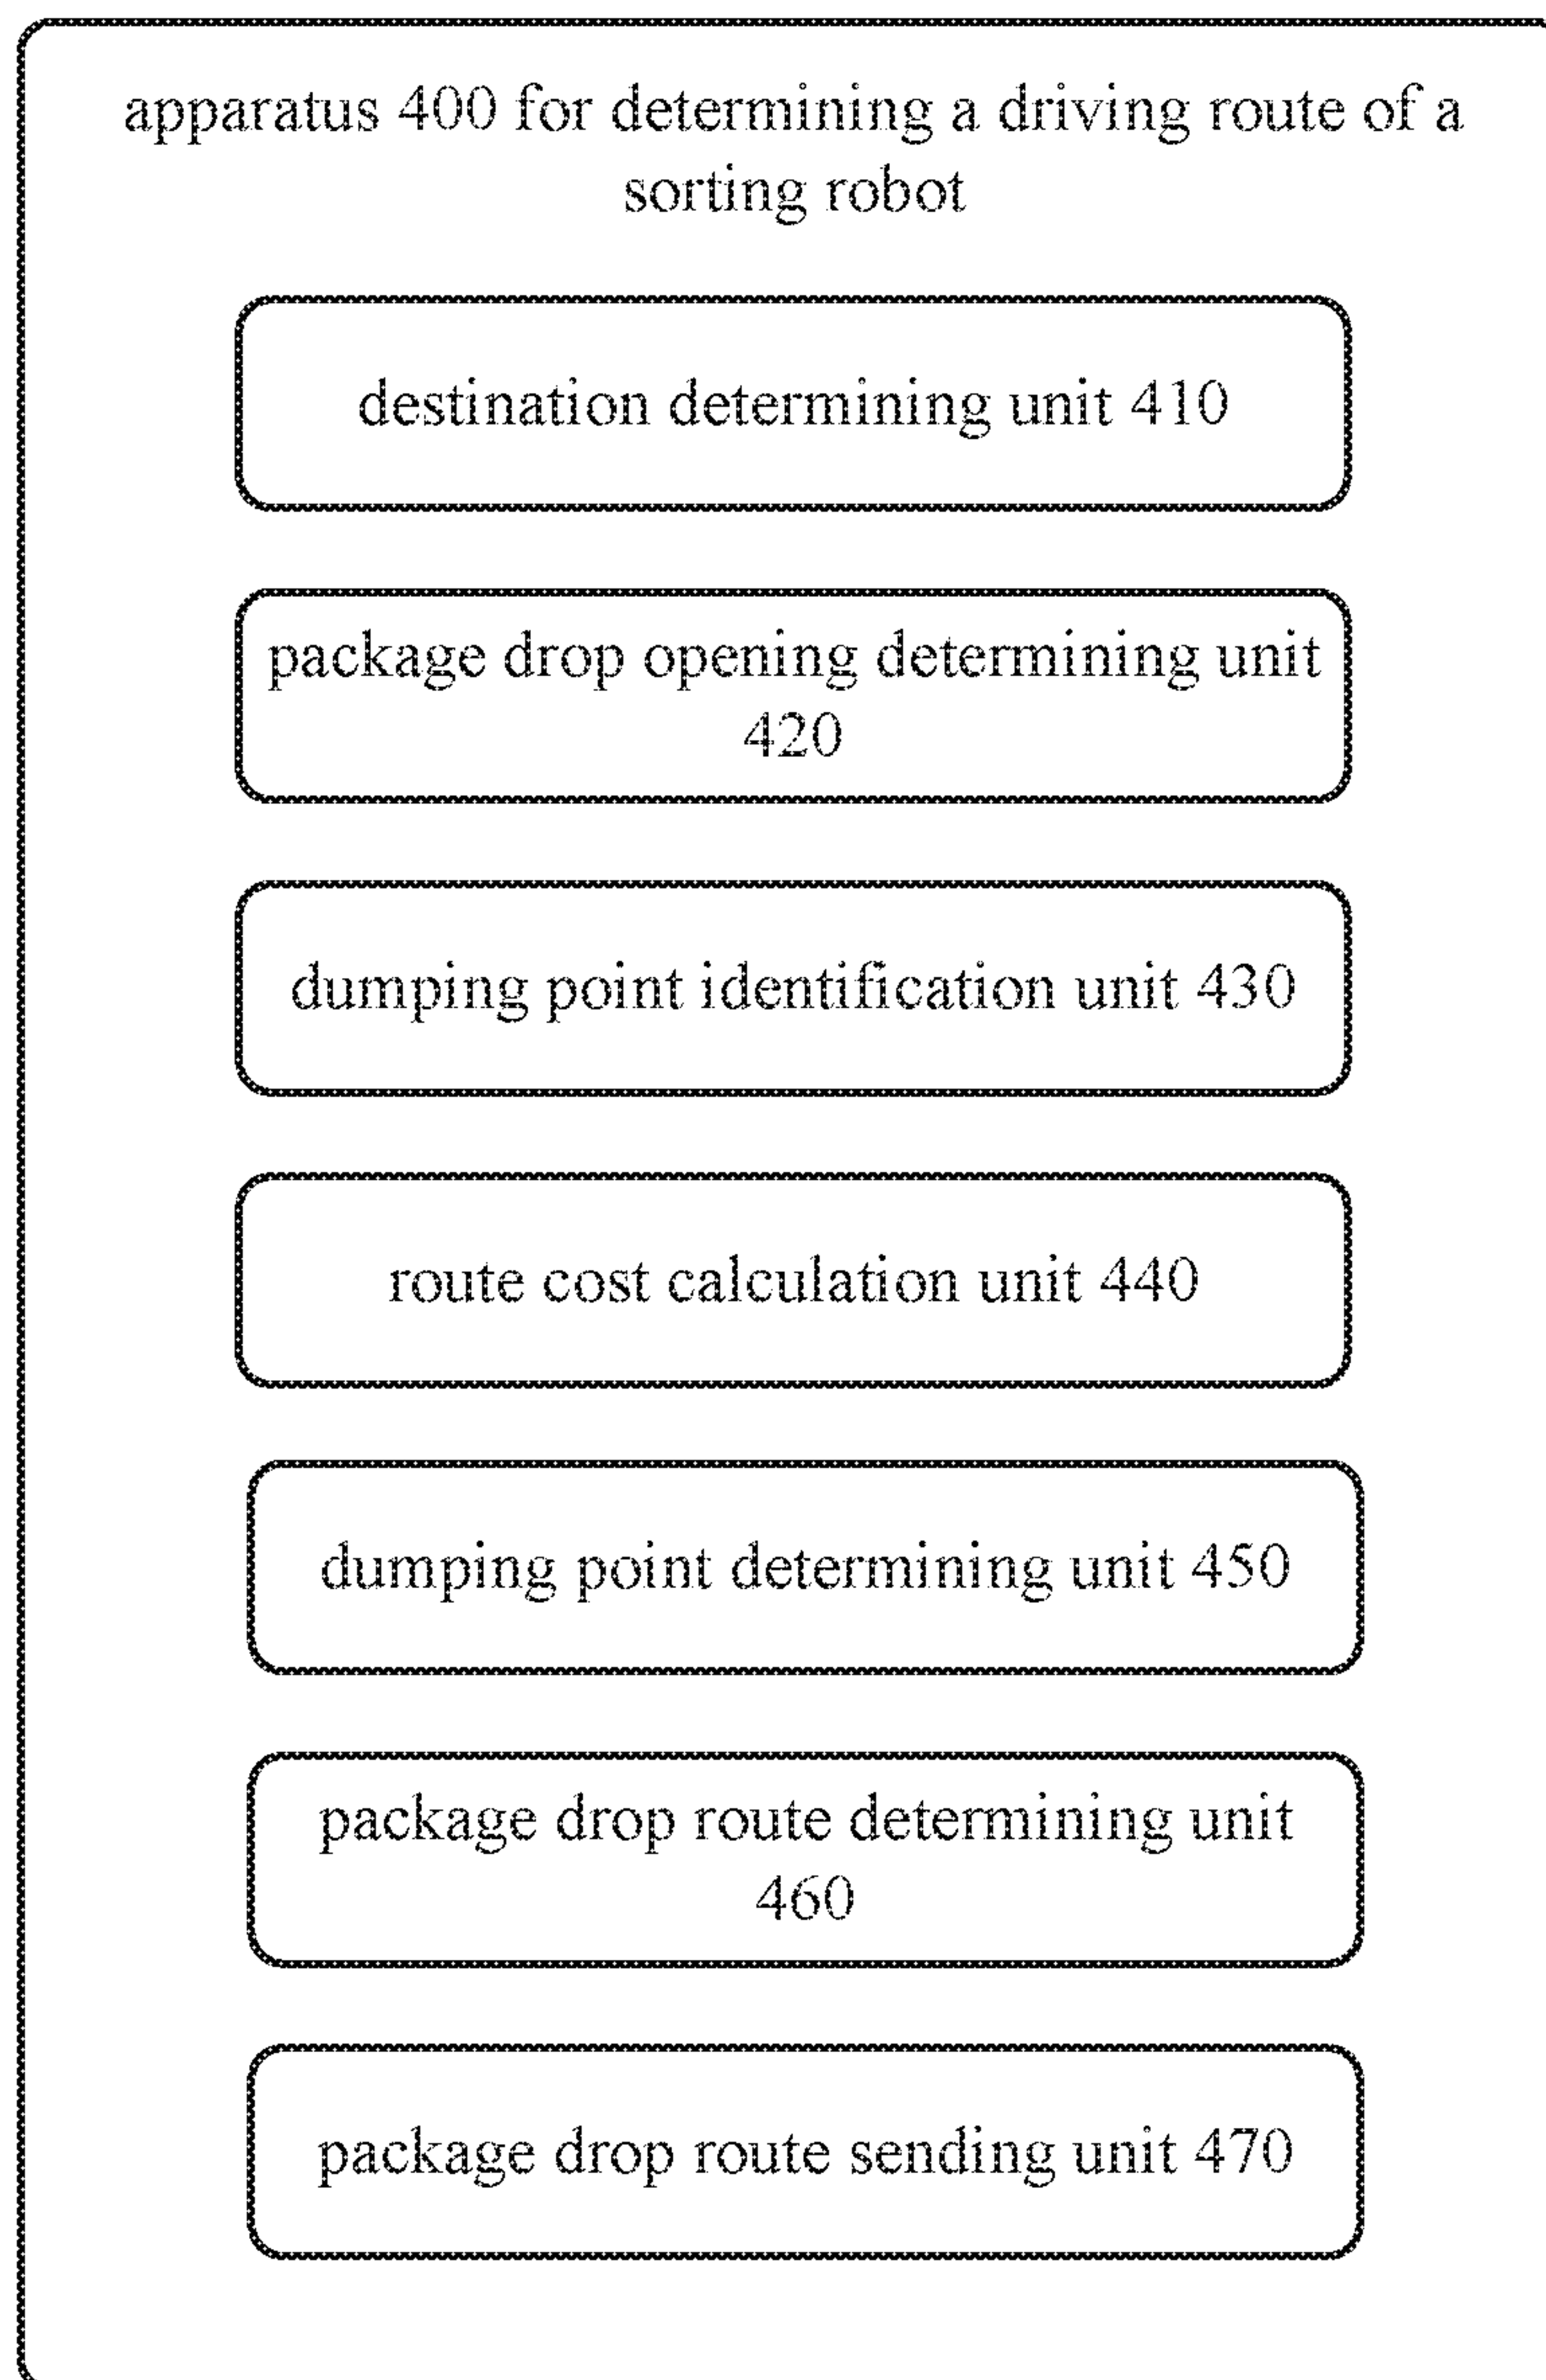 apparatus 400 for determining a driving route of a
sorting robot
destination determining unit 410
package drop opening determining unit
420
dumping point identification unit 430
route cost calculation unit 440
dumping point determining unit 450
package drop route determining unit
460
package drop route sending unit 470